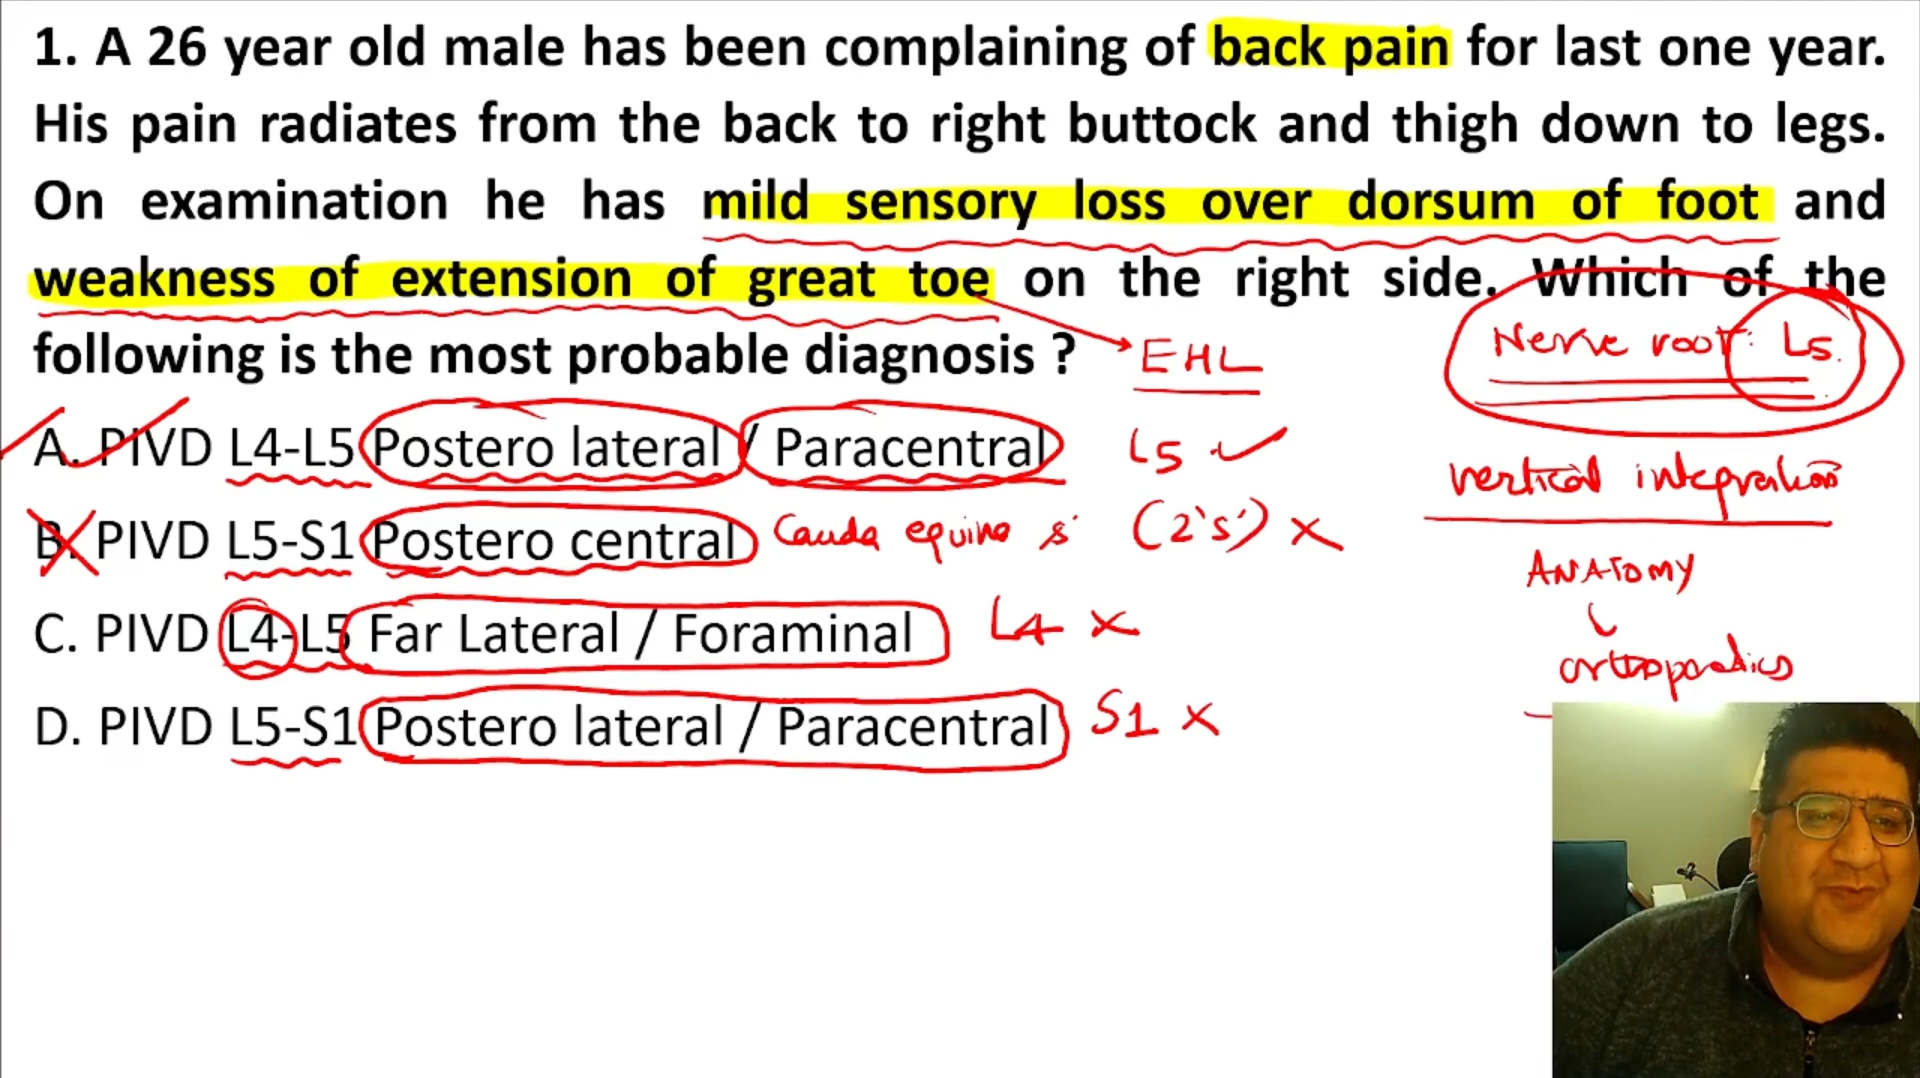 1. A 26 year old male has been complaining of back pain for last one year.
His pain radiates from the back to right buttock and thigh down to legs.
On examination he has mild sensory loss over dorsum of foot and
weakness of extension of great toe on the right side. Which of the
following is the most probable diagnosis ?
EHL
Nerve root: L5.
A. PIVD L4-L5 Postero lateral / Paracentral L5
vertical integration
B. PIVD L5-S1 Postero central Cauda equina (2's')
ANATOMY
C. PIVD L4-L5 Far Lateral / Foraminal L4
orthopaedics
D. PIVD L5-S1 Postero lateral / Paracentral S1